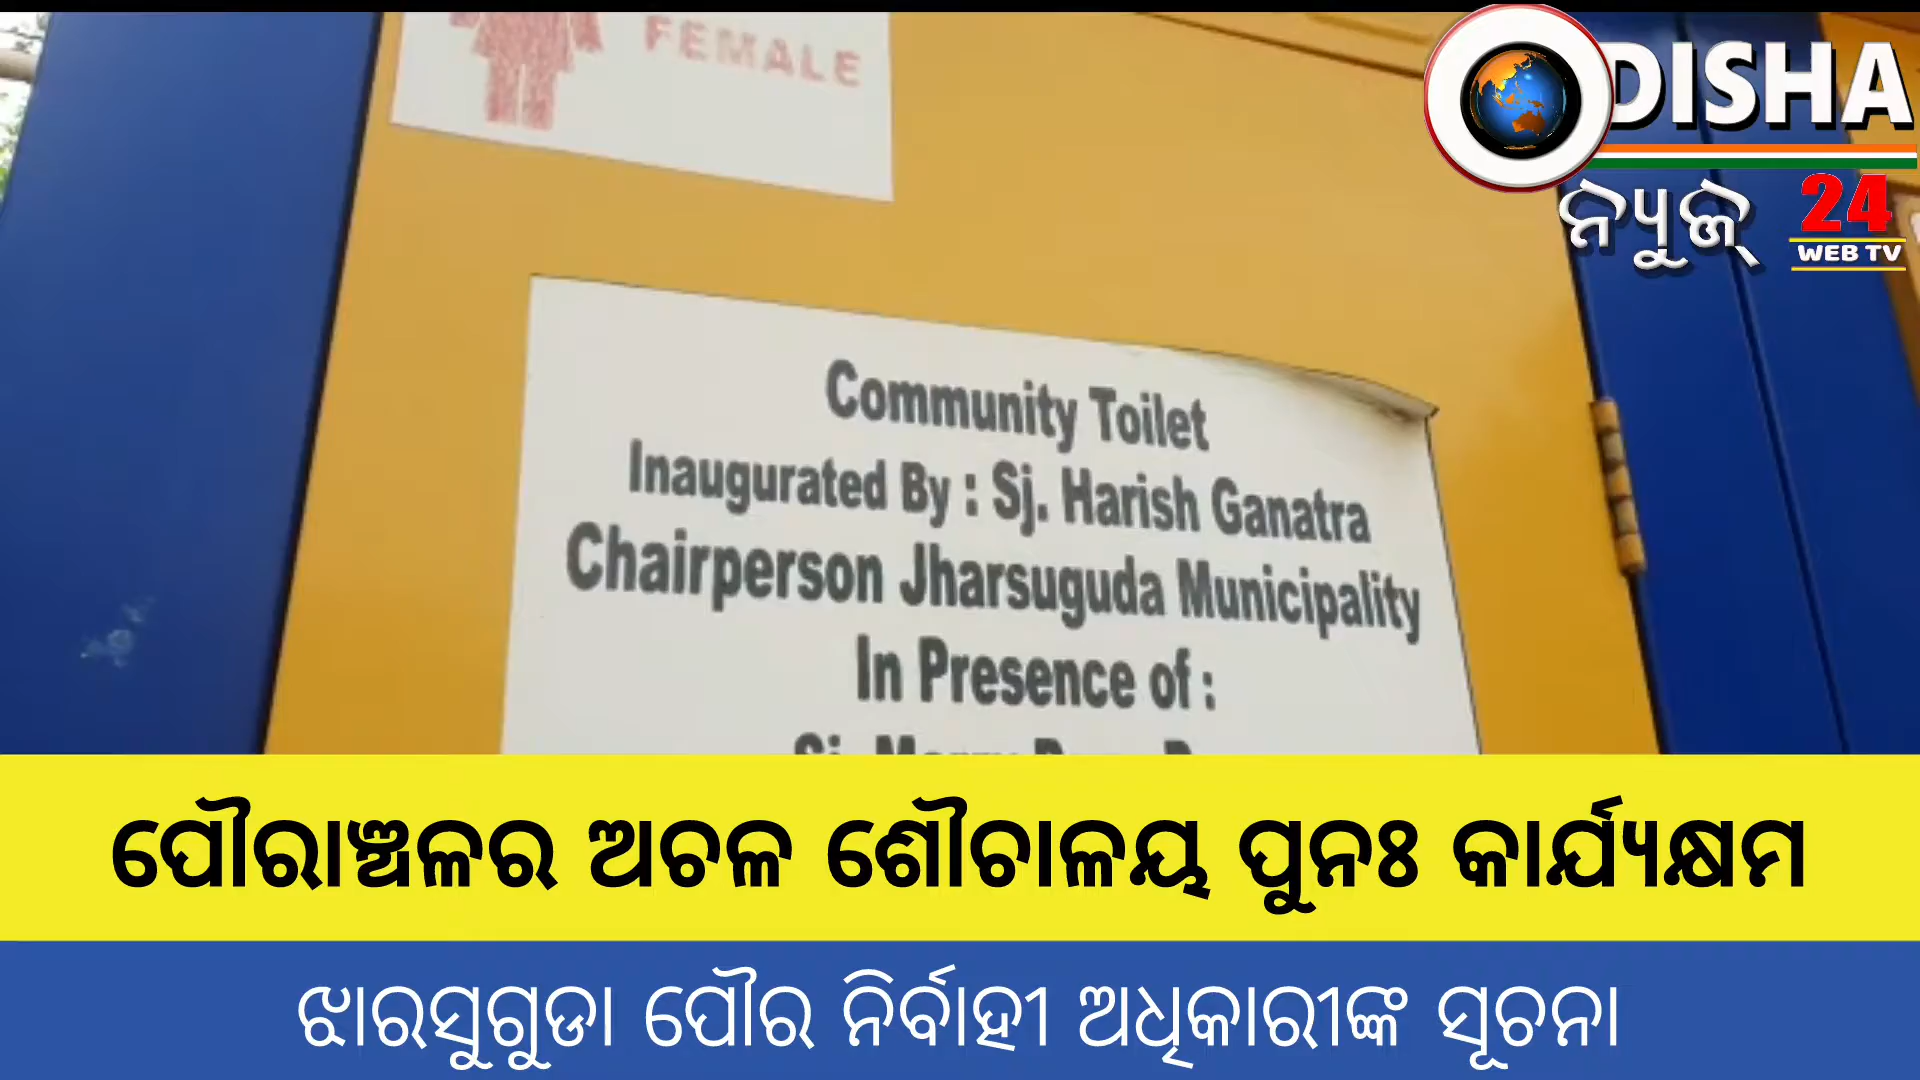 FEMALE
ODISHA
ନ୍ୟୁଜ୍ 24
WEB TV
Community Toilet
Inaugurated By : Sj. Harish Ganatra
Chairperson Jharsuguda Municipality
In Presence of :
ପୌରାଞ୍ଚଳର ଅଚଳ ଶୌଚାଳୟ ପୁନଃ କାର୍ଯ୍ୟକ୍ଷମ
ଝାରସୁଗୁଡା ପୌର ନିର୍ବାହୀ ଅଧିକାରୀଙ୍କ ସୂଚନା